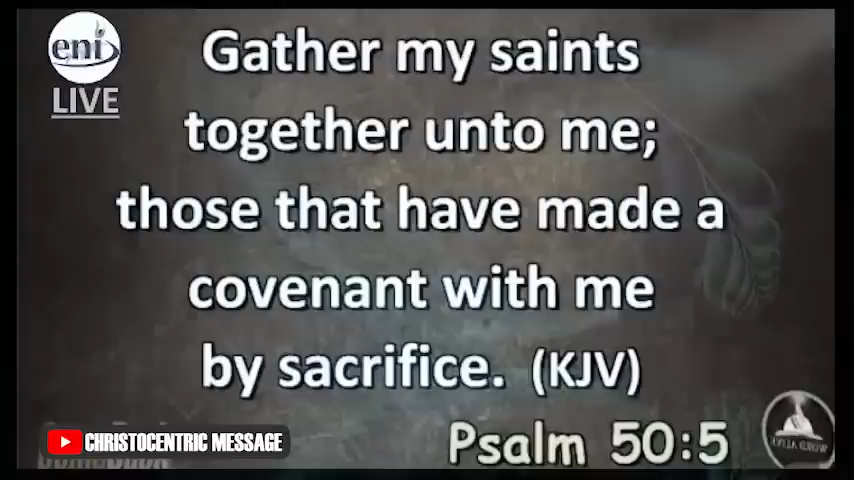 eni
LIVE
Gather my saints
together unto me;
those that have made a
covenant with me
by sacrifice. (KJV)
Psalm 50:5
CHRISTOCENTRIC MESSAGE